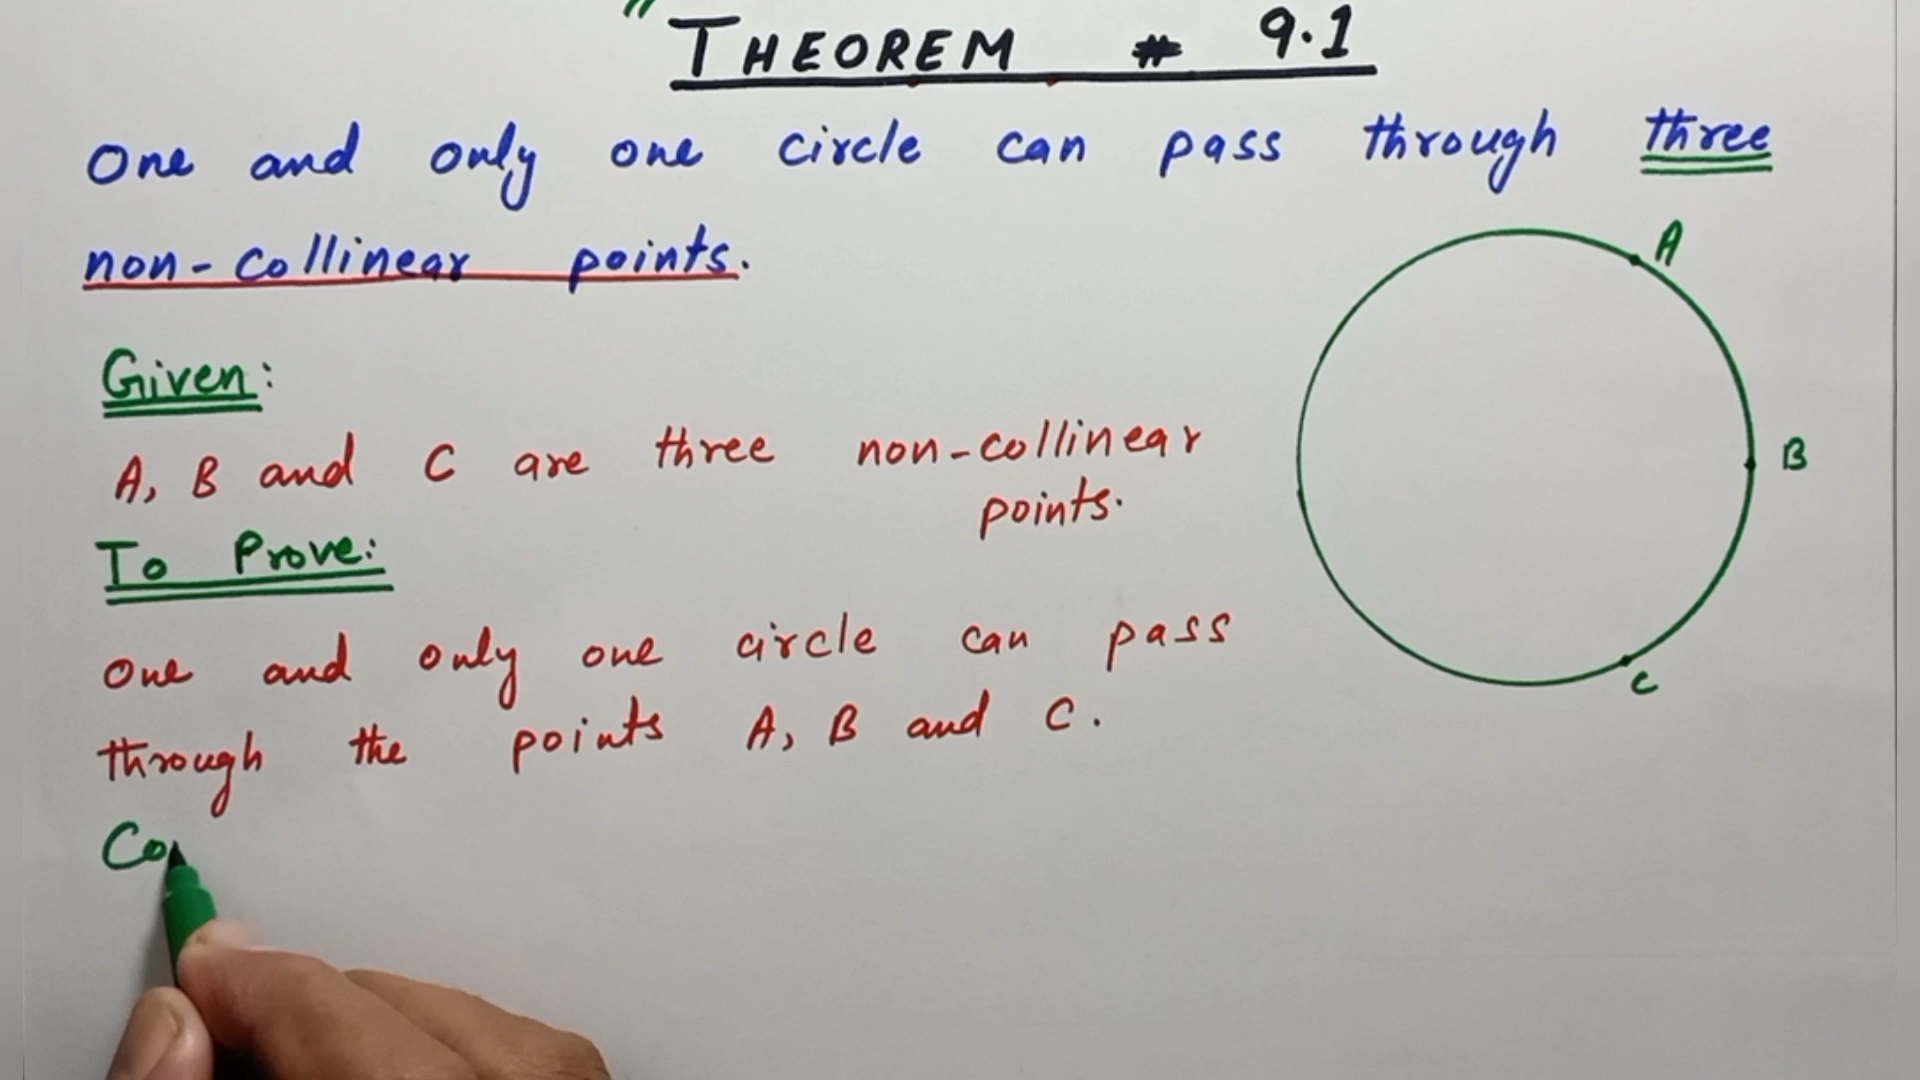 THEOREM # 9.1
One and only one circle can pass through three
non-collinear points.
Given:
A, B and C are three non-collinear
points.
To Prove:
One and only one circle can pass
through the points A, B and C.
Co
A
B
C